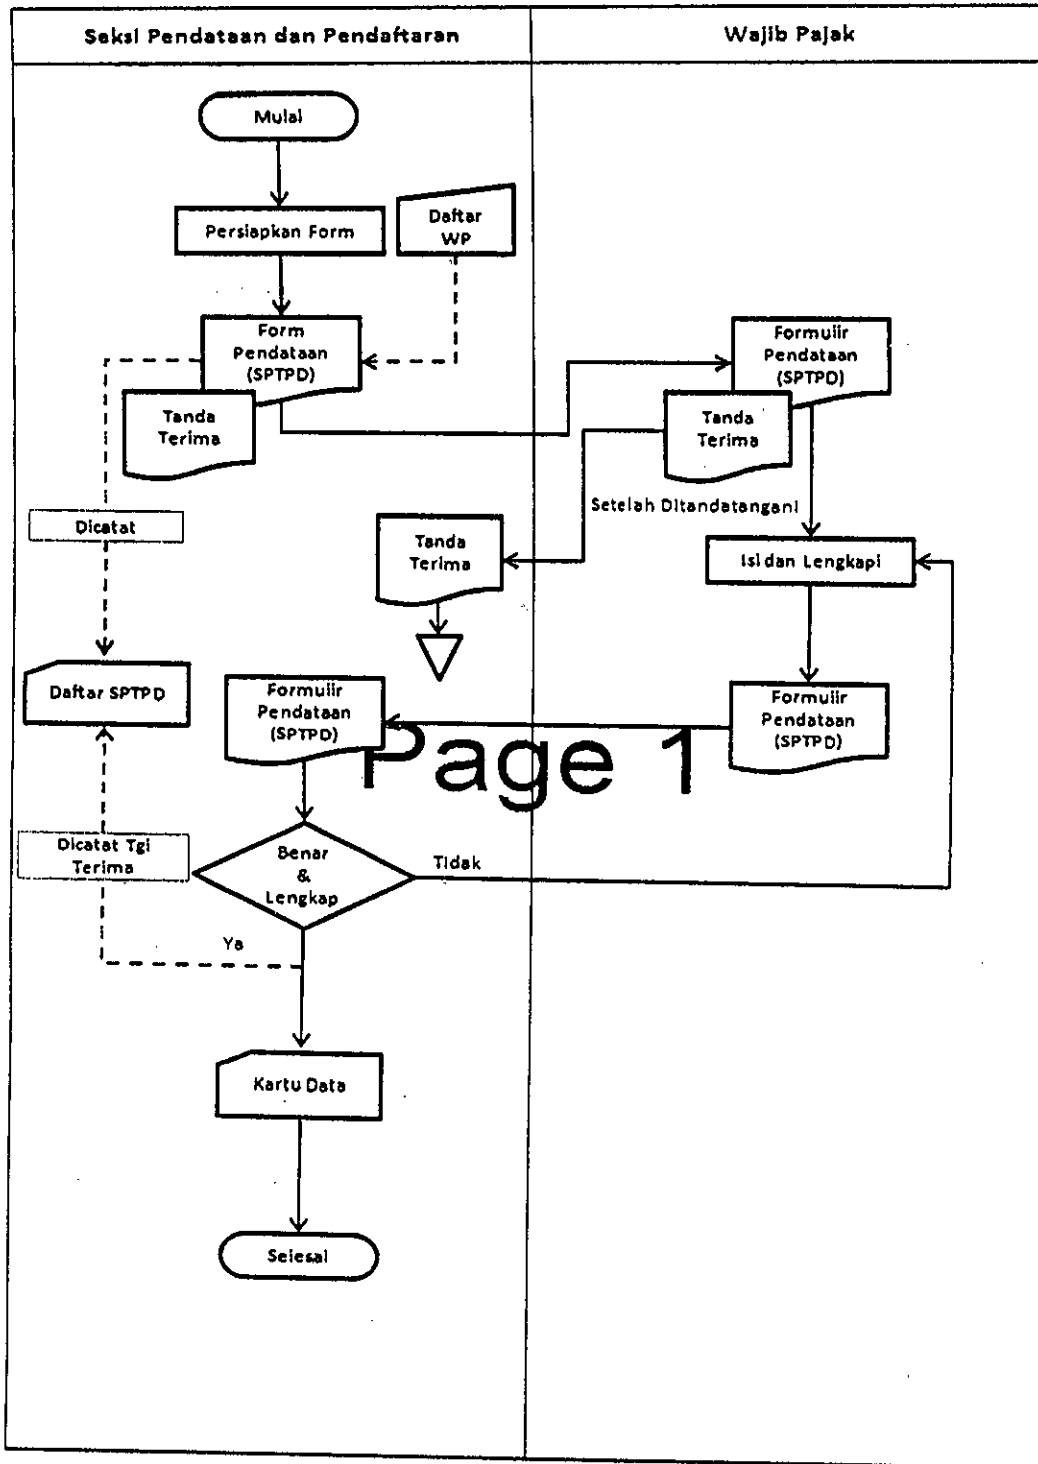 Seksi Pendataan dan Pendaftaran
Wajib Pajak
Mulai
Persiapkan Form
Daftar
WP
Form
Pendataan
(SPTPD)
Tanda
Terima
Formulir
Pendataan
(SPTPD)
Tanda
Terima
Setelah Ditandatangani
Dicatat
Tanda
Terima
Isi dan Lengkapi
Daftar SPTPD
Formulir
Pendataan
(SPTPD)
Formulir
Pendataan
(SPTPD)
Page 1
Dicatat Tgl
Terima
Benar
&
Lengkap
Tidak
Ya
Kartu Data
Selesai